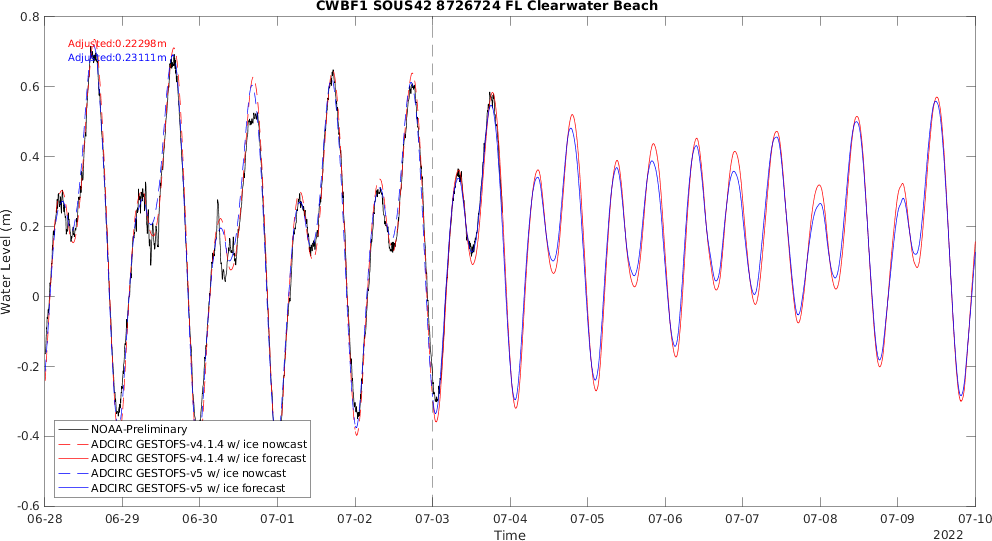 CWBF1 SOUS42 8726724 FL Clearwater Beach
0.8
Adjusted:0.22298m
Adjusted:0.23111m
0.6
0.4
0.2
0
-0.2
-0.4
-0.6
Water Level (m)
NOAA-Preliminary
ADCIRC GESTOFS-v4.1.4 w/ ice nowcast
ADCIRC GESTOFS-v4.1.4 w/ ice forecast
ADCIRC GESTOFS-v5 w/ ice nowcast
ADCIRC GESTOFS-v5 w/ ice forecast
06-28 06-29 06-30 07-01 07-02 07-03 07-04 07-05 07-06 07-07 07-08 07-09 07-10
Time
2022